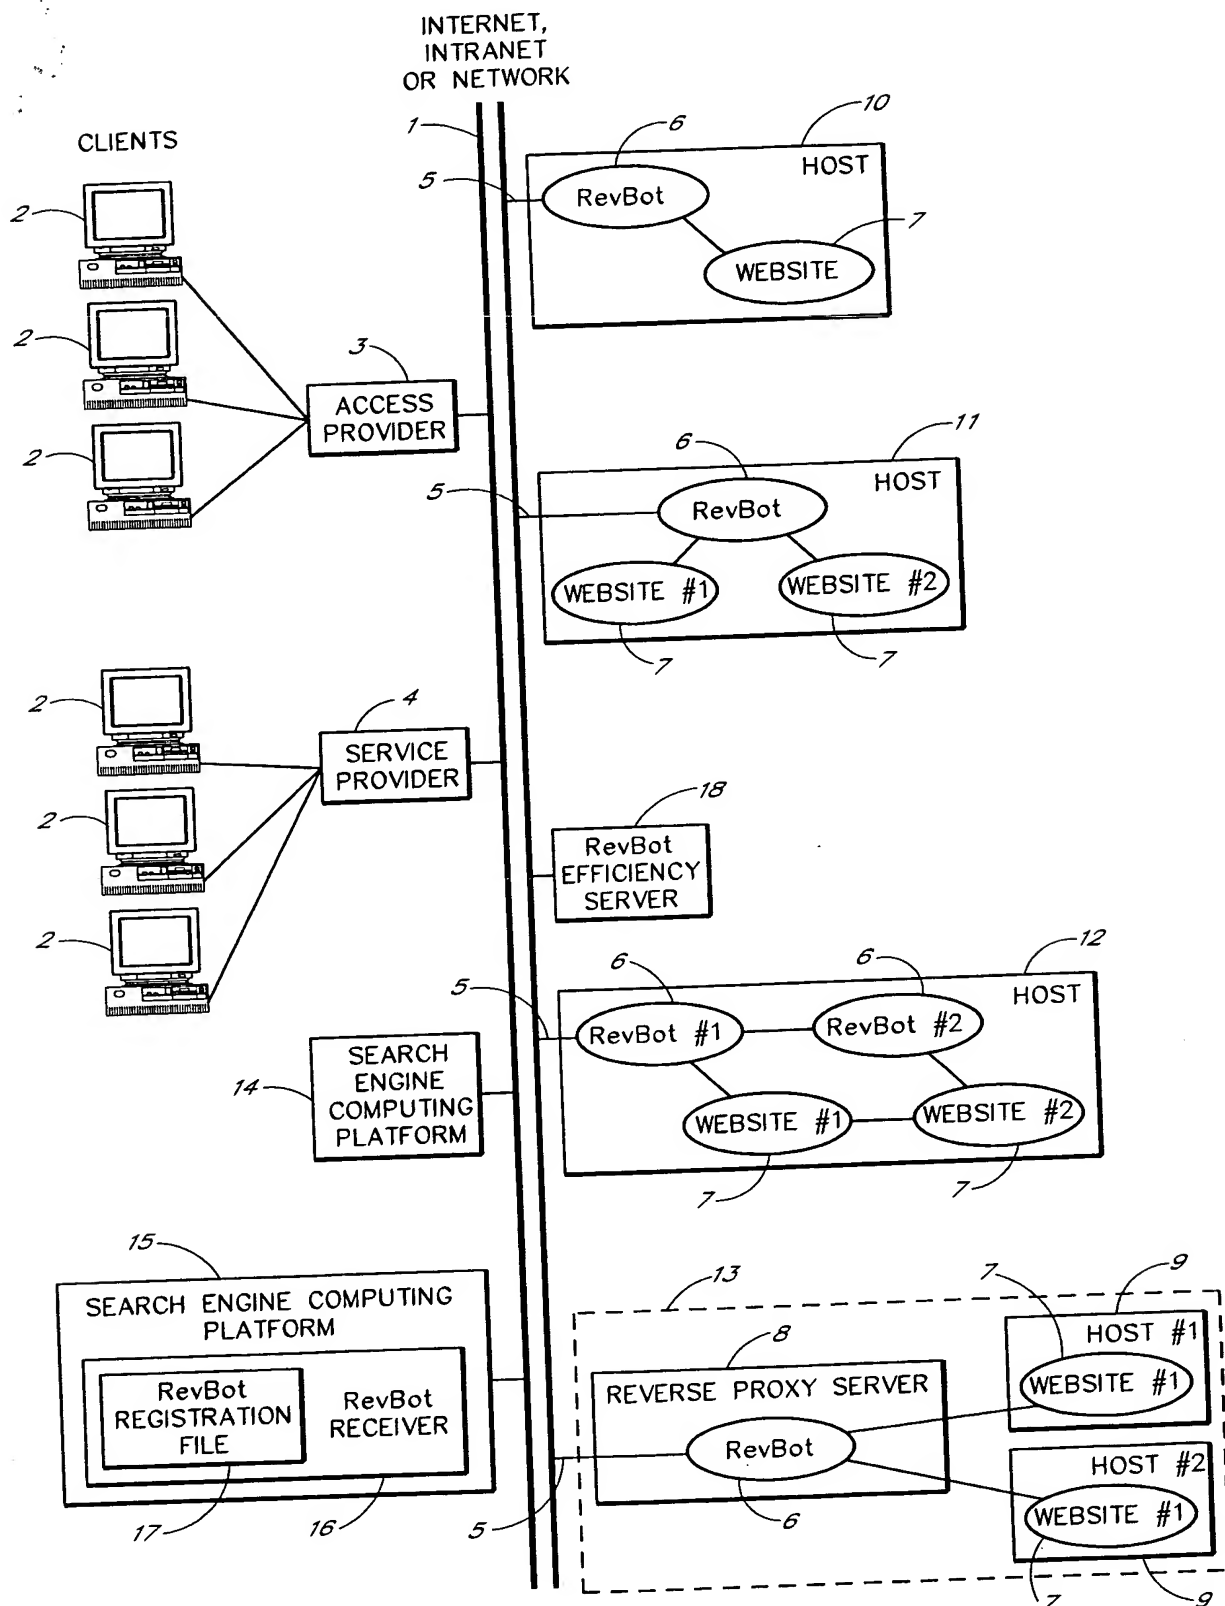 INTERNET,
INTRANET
OR NETWORK
CLIENTS
1
2
2
2
3
ACCESS
PROVIDER
5
6
10
HOST
RevBot
7
WEBSITE
5
6
11
HOST
RevBot
WEBSITE #1
WEBSITE #2
7
7
2
2
2
4
SERVICE
PROVIDER
18
RevBot
EFFICIENCY
SERVER
5
6
6
12
HOST
RevBot #1
RevBot #2
WEBSITE #1
WEBSITE #2
7
7
14
SEARCH
ENGINE
COMPUTING
PLATFORM
15
SEARCH ENGINE COMPUTING
PLATFORM
RevBot
REGISTRATION
FILE
RevBot
RECEIVER
17
16
5
13
8
REVERSE PROXY SERVER
RevBot
6
7
9
HOST #1
WEBSITE #1
HOST #2
WEBSITE #1
7
9